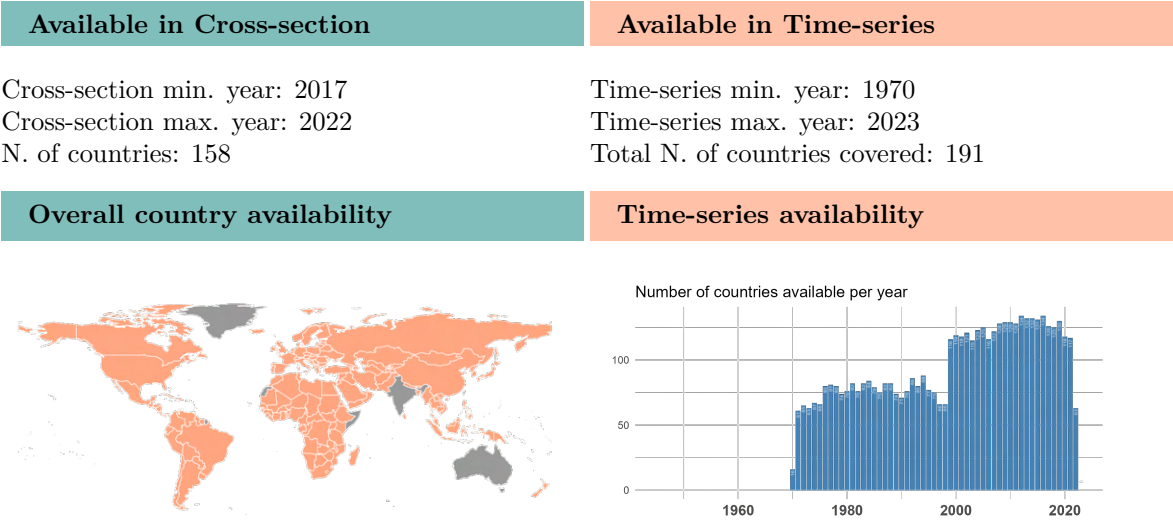 Available in Cross-section
Available in Time-series
Cross-section min. year: 2017
Cross-section max. year: 2022
N. of countries: 158
Time-series min. year: 1970
Time-series max. year: 2023
Total N. of countries covered: 191
Overall country availability
Time-series availability
Number of countries available per year
100
50
0
1960
1980
2000
2020